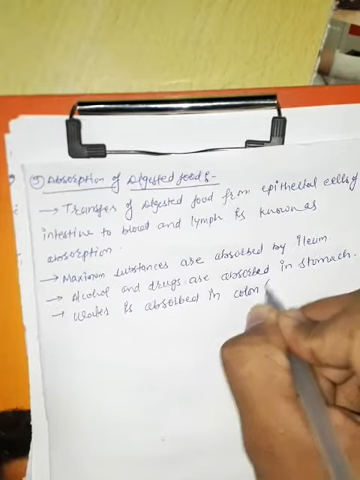 ⑤ Absorption of Digested food :-
→ Transfer of Digested food from epithelial cells of
intestine to blood and lymph is known as
absorption.
→ Maximum substances are absorbed by ileum.
→ Alcohol and drugs are absorbed in stomach.
→ Water is absorbed in colon (